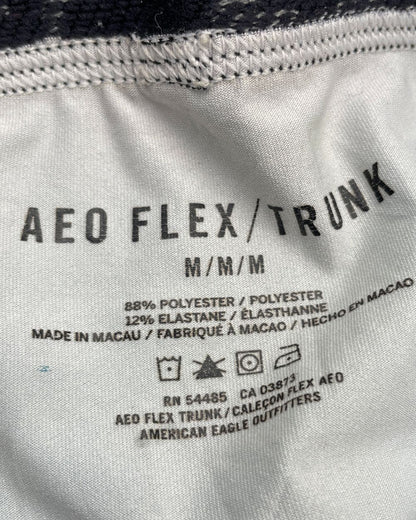 AEO FLEX/TRUNK
M/M/M
88% POLYESTER / POLYESTER
12% ELASTANE / ÉLASTHANNE
MADE IN MACAU / FABRIQUÉ À MACAO / HECHO EN MACAO
RN 54485 CA 03873
AEO FLEX TRUNK/CALEÇON FLEX AEO
AMERICAN EAGLE OUTFITTERS